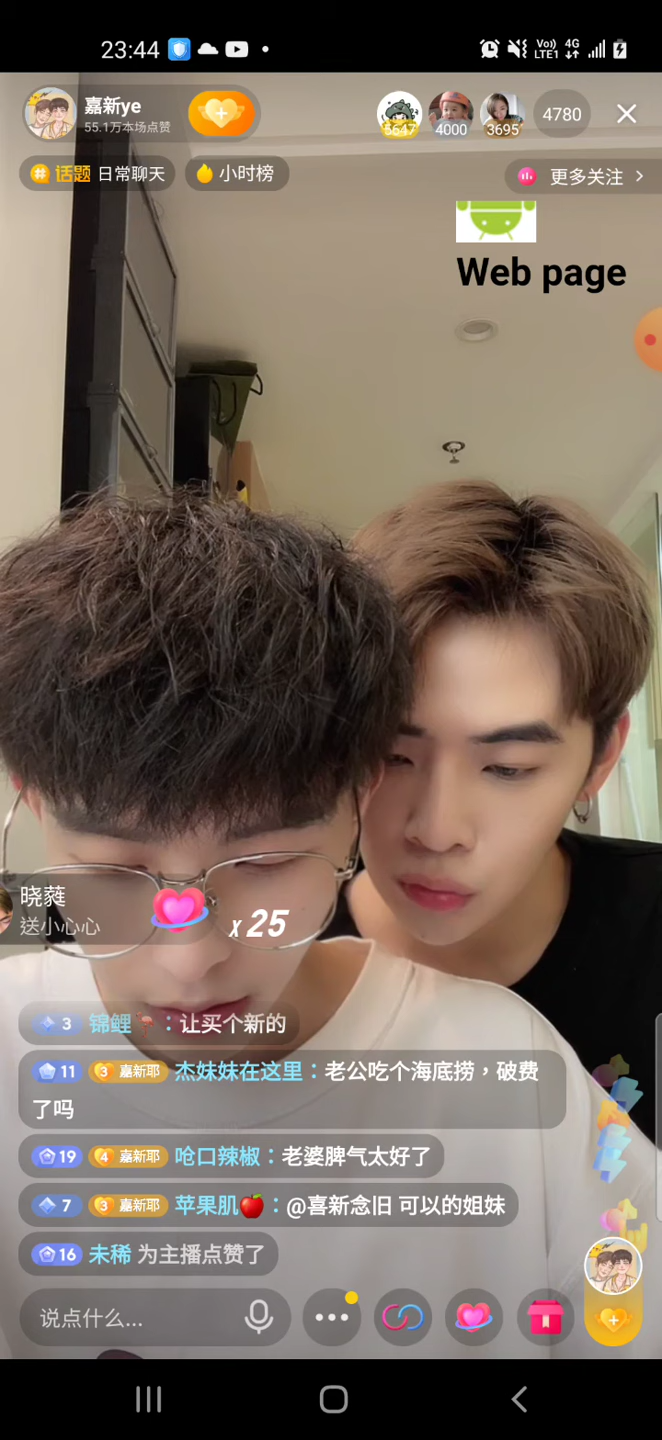 23:44
Vo)) 4G
LTE1
嘉新ye
55.1万本场点赞
5647 4000 3695 4780
话题 日常聊天 小时榜 更多关注
Web page
晓蕤
送小心心 x 25
3 锦鲤：让买个新的
11 3 嘉新耶 杰妹妹在这里：老公吃个海底捞，破费
了吗
19 4 嘉新耶 呛口辣椒：老婆脾气太好了
7 3 嘉新耶 苹果肌🍎：@喜新念旧 可以的姐妹
16 未稀 为主播点赞了
说点什么...